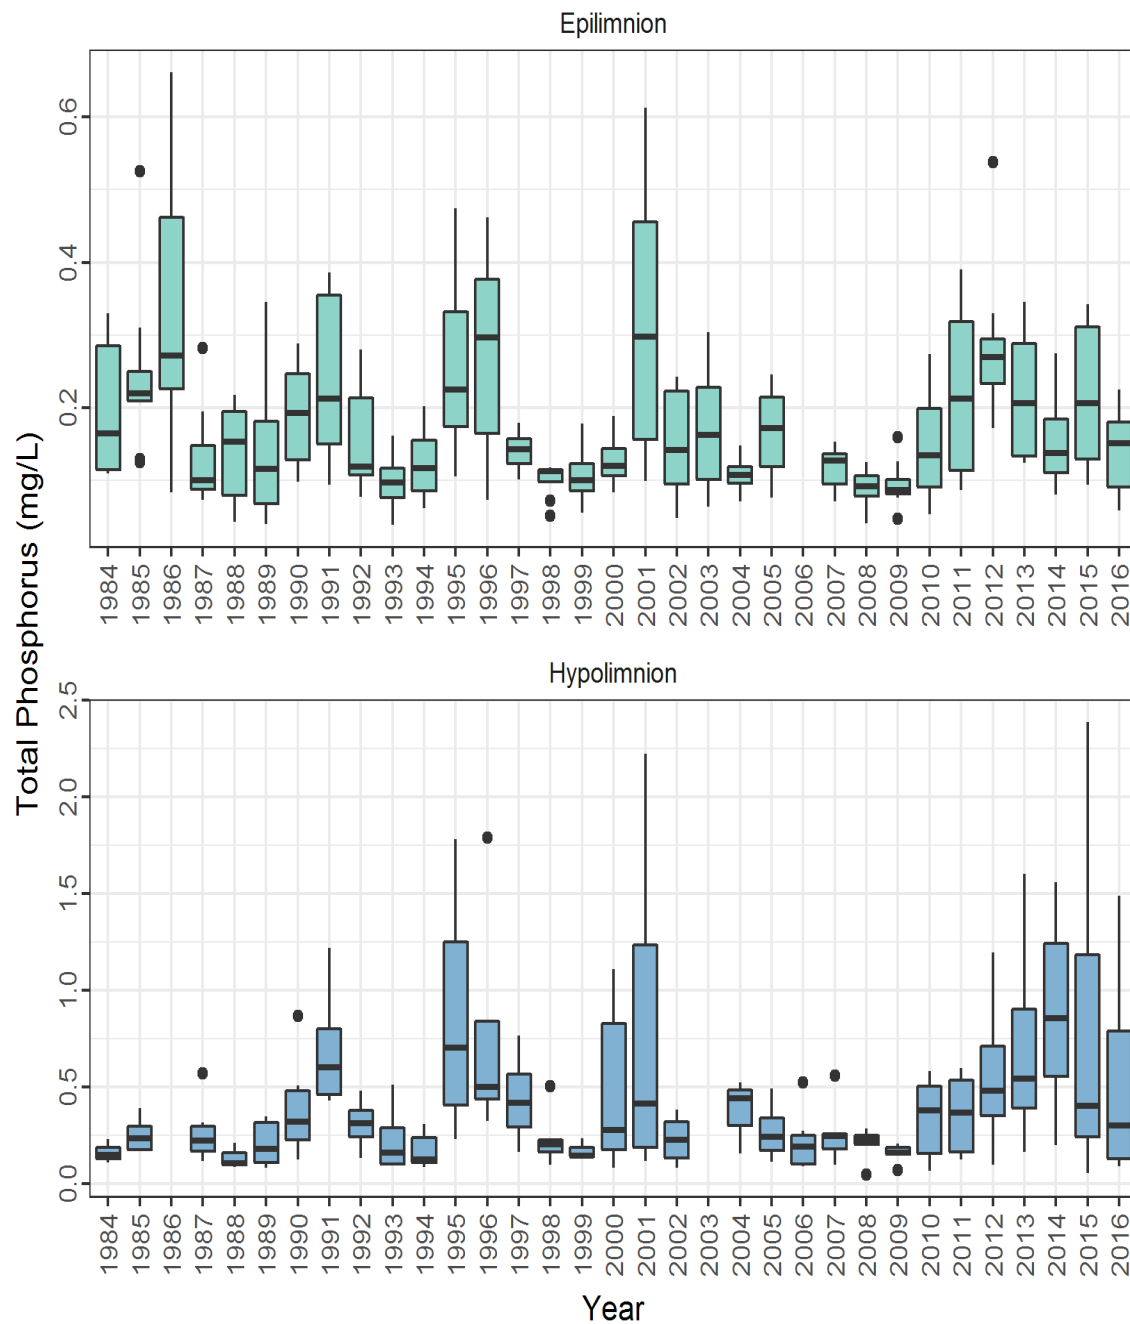 Epilimnion
Total Phosphorus (mg/L)
0.6
0.4
0.2
1984 1985 1986 1987 1988 1989 1990 1991 1992 1993 1994 1995 1996 1997 1998 1999 2000 2001 2002 2003 2004 2005 2006 2007 2008 2009 2010 2011 2012 2013 2014 2015 2016
Hypolimnion
2.5
2.0
1.5
1.0
0.5
0.0
1984 1985 1986 1987 1988 1989 1990 1991 1992 1993 1994 1995 1996 1997 1998 1999 2000 2001 2002 2003 2004 2005 2006 2007 2008 2009 2010 2011 2012 2013 2014 2015 2016
Year